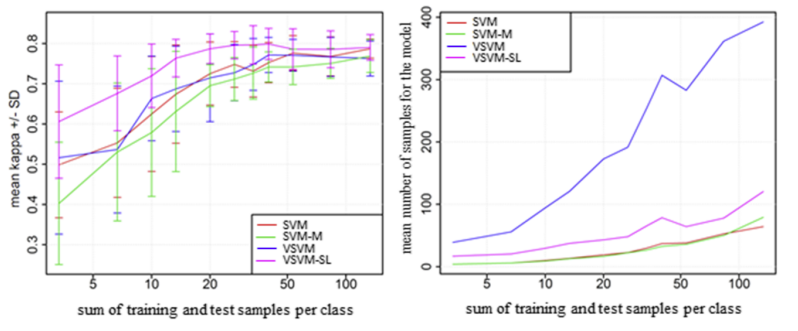 mean kappa +/- SD
0.8
0.7
0.6
0.5
0.4
0.3
SVM
SVM-M
VSVM
VSVM-SL
5 10 20 50 100
sum of training and test samples per class
mean number of samples for the model
400
300
200
100
0
SVM
SVM-M
VSVM
VSVM-SL
5 10 20 50 100
sum of training and test samples per class